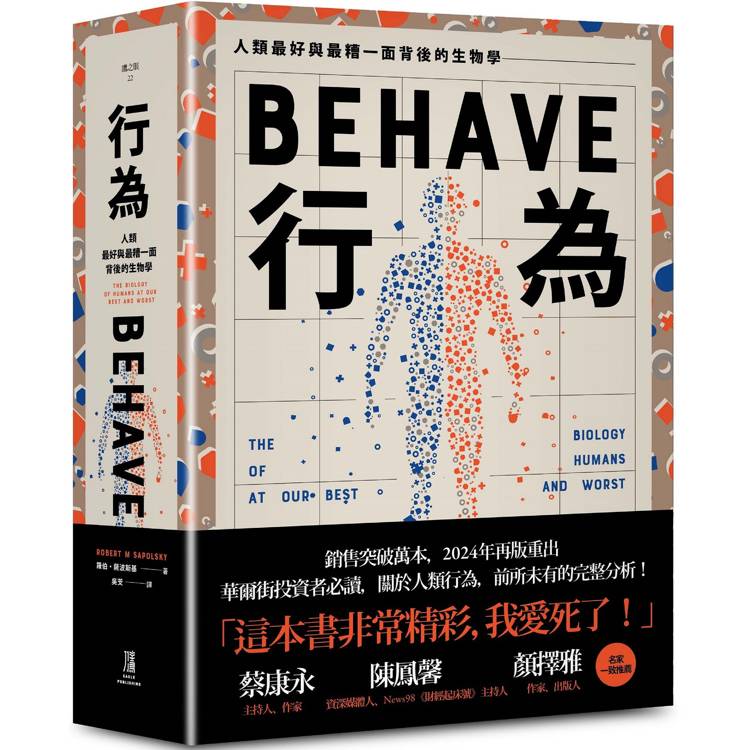 鷹之眼
22
行為
人類
最好與最糟一面
背後的生物學
THE BIOLOGY
OF HUMANS AT OUR
BEST AND WORST
BEHAVE
ROBERT M SAPOLSKY
羅伯・薩波斯基——著
吳芠——譯
EAGLE
PUBLISHING
人類最好與最糟一面背後的生物學
BEHAVE
行為
THE BIOLOGY
OF HUMANS
AT OUR BEST AND WORST
銷售突破萬本，2024年再版重出
華爾街投資者必讀，關於人類行為，前所未有的完整分析！
「這本書非常精彩，我愛死了！」
蔡康永 陳鳳馨 顏擇雅
主持人、作家 資深媒體人、News98《財經起床號》主持人 作家、出版人
名家
一致推薦